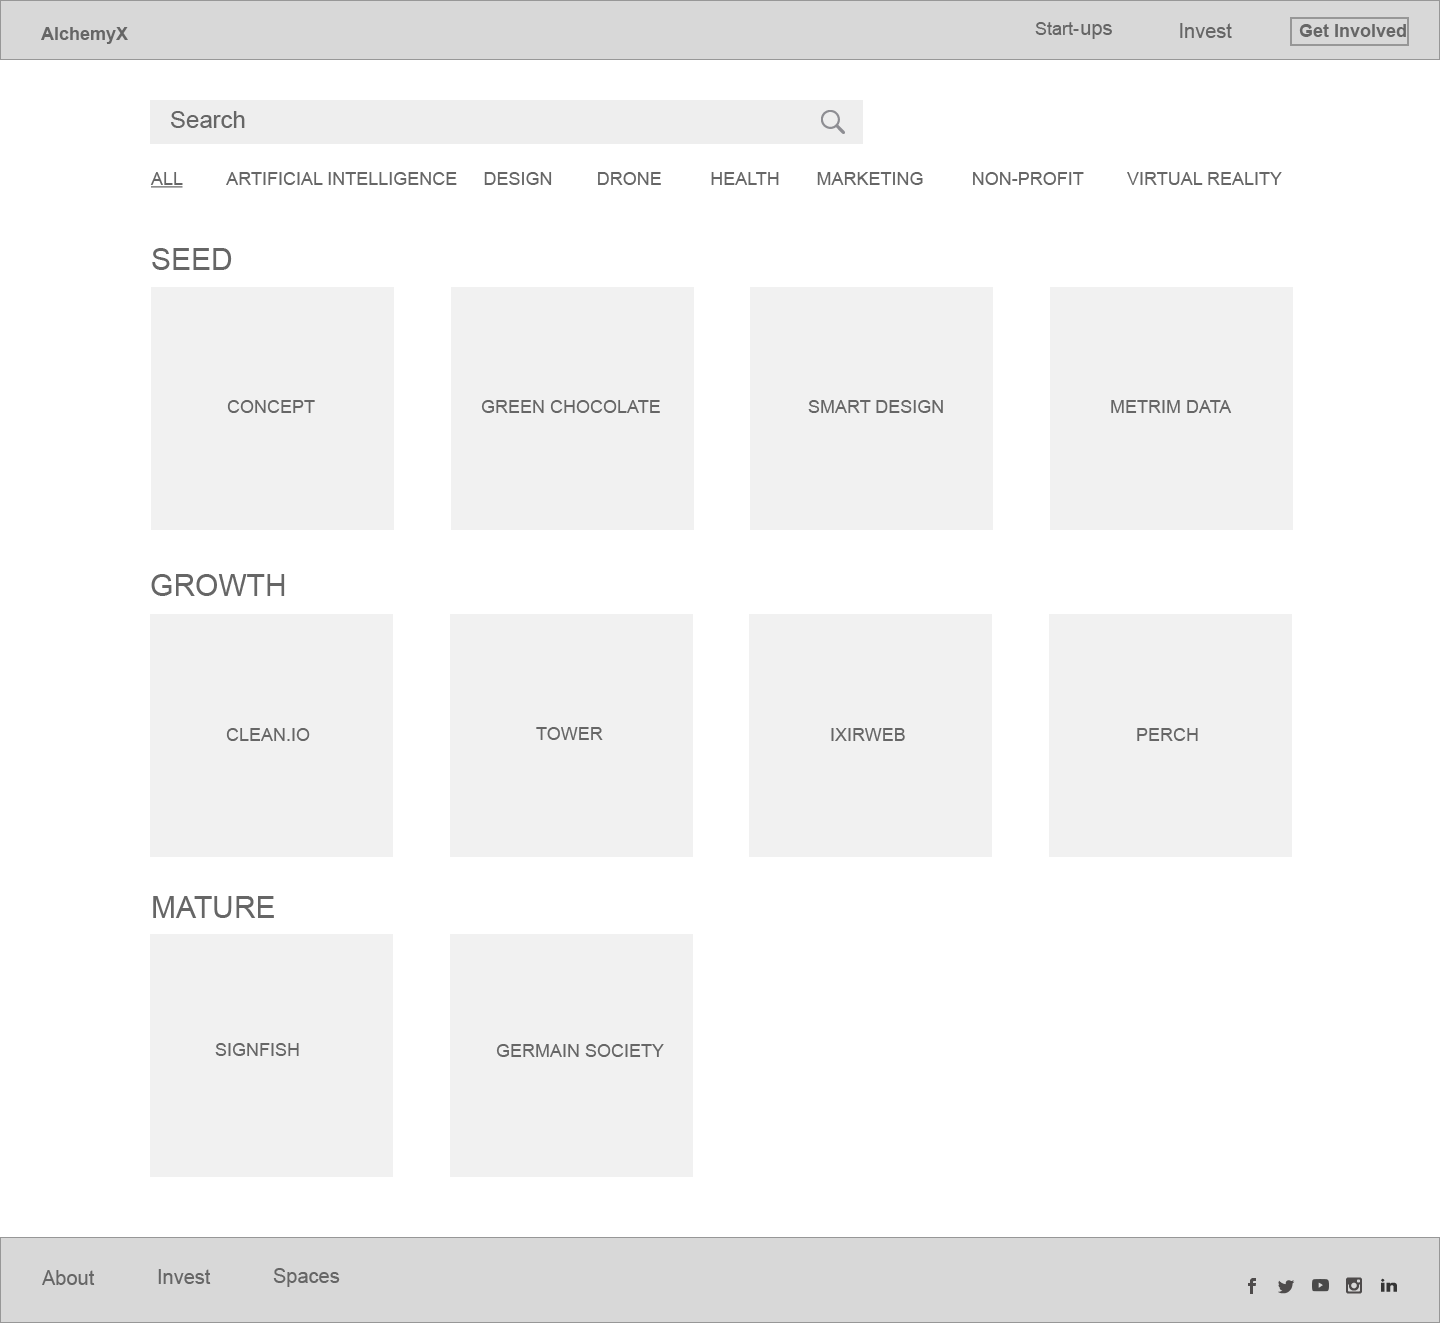 AlchemyX
Start-ups
Invest
Get Involved
Search
ALL ARTIFICIAL INTELLIGENCE DESIGN DRONE HEALTH MARKETING NON-PROFIT VIRTUAL REALITY
SEED
CONCEPT
GREEN CHOCOLATE
SMART DESIGN
METRIM DATA
GROWTH
CLEAN.IO
TOWER
IXIRWEB
PERCH
MATURE
SIGNFISH
GERMAIN SOCIETY
About
Invest
Spaces